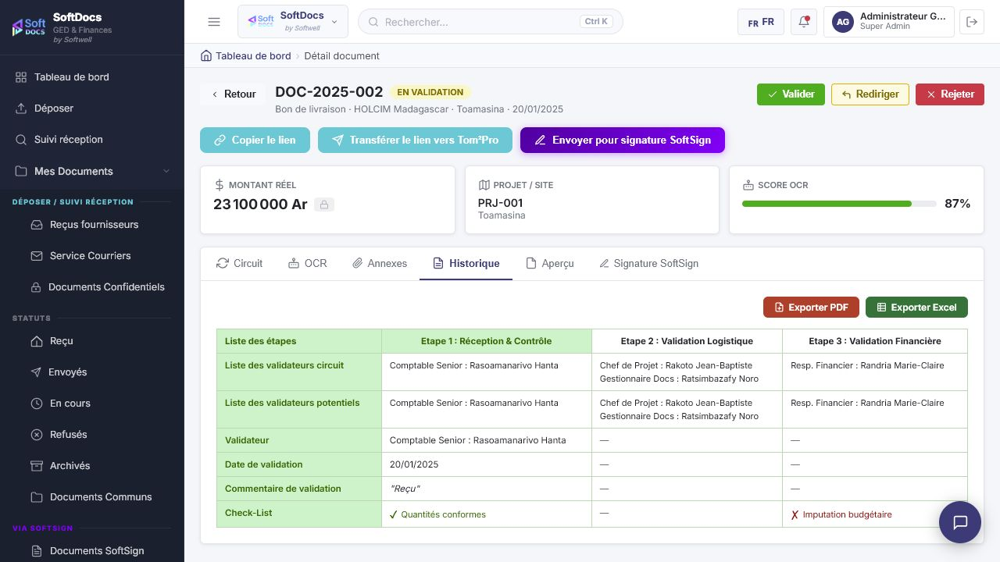 Soft
DOCS
SoftDocs
GED & Finances
by Softwell
Tableau de bord
Déposer
Suivi réception
Mes Documents
DÉPOSER / SUIVI RÉCEPTION
Reçus fournisseurs
Service Courriers
Documents Confidentiels
STATUTS
Reçu
Envoyés
En cours
Refusés
Archivés
Documents Communs
VIA SOFTSIGN
Documents SoftSign
Soft
DOCS
SoftDocs
by Softwell
Rechercher...
Ctrl K
FR FR
AG
Administrateur G...
Super Admin
Tableau de bord › Détail document
‹ Retour
DOC-2025-002
EN VALIDATION
Bon de livraison · HOLCIM Madagascar · Toamasina · 20/01/2025
Valider
Rediriger
Rejeter
Copier le lien
Transférer le lien vers Tom²Pro
Envoyer pour signature SoftSign
MONTANT RÉEL
23 100 000 Ar
PROJET / SITE
PRJ-001
Toamasina
SCORE OCR
87%
Circuit
OCR
Annexes
Historique
Aperçu
Signature SoftSign
Exporter PDF
Exporter Excel
Liste des étapes
Etape 1 : Réception & Contrôle
Etape 2 : Validation Logistique
Etape 3 : Validation Financière
Liste des validateurs circuit
Comptable Senior : Rasoamanarivo Hanta
Chef de Projet : Rakoto Jean-Baptiste
Gestionnaire Docs : Ratsimbazafy Noro
Resp. Financier : Randria Marie-Claire
Liste des validateurs potentiels
Comptable Senior : Rasoamanarivo Hanta
Chef de Projet : Rakoto Jean-Baptiste
Gestionnaire Docs : Ratsimbazafy Noro
Resp. Financier : Randria Marie-Claire
Validateur
Comptable Senior : Rasoamanarivo Hanta
—
—
Date de validation
20/01/2025
—
—
Commentaire de validation
"Reçu"
—
—
Check-List
✓ Quantités conformes
—
✗ Imputation budgétaire